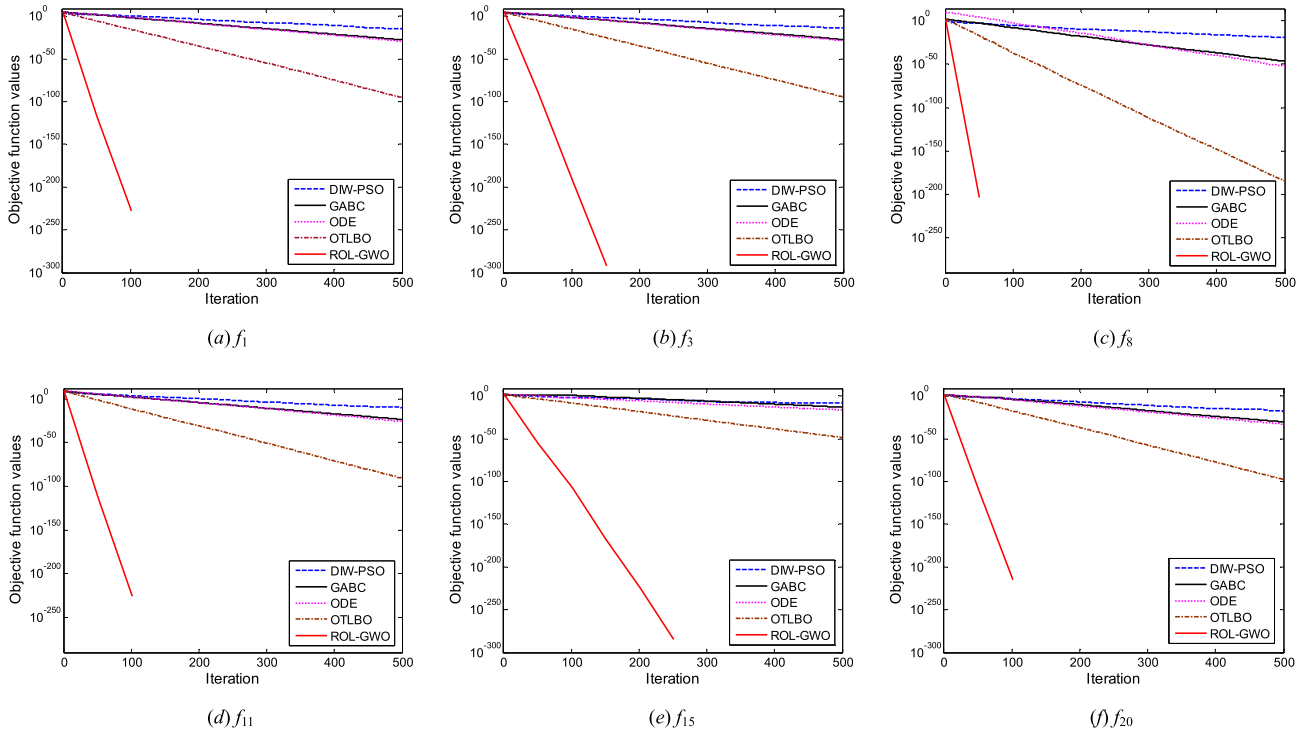 10^0
10^-50
10^-100
10^-150
10^-200
10^-250
10^-300
Objective function values
0 100 200 300 400 500
Iteration
DIW-PSO
GABC
ODE
OTLBO
ROL-GWO
(a) f1
10^0
10^-50
10^-100
10^-150
10^-200
10^-250
10^-300
Objective function values
0 100 200 300 400 500
Iteration
DIW-PSO
GABC
ODE
OTLBO
ROL-GWO
(b) f3
10^0
10^-50
10^-100
10^-150
10^-200
10^-250
Objective function values
0 100 200 300 400 500
Iteration
DIW-PSO
GABC
ODE
OTLBO
ROL-GWO
(c) f8
10^0
10^-50
10^-100
10^-150
10^-200
10^-250
Objective function values
0 100 200 300 400 500
Iteration
DIW-PSO
GABC
ODE
OTLBO
ROL-GWO
(d) f11
10^0
10^-50
10^-100
10^-150
10^-200
10^-250
10^-300
Objective function values
0 100 200 300 400 500
Iteration
DIW-PSO
GABC
ODE
OTLBO
ROL-GWO
(e) f15
10^0
10^-50
10^-100
10^-150
10^-200
10^-250
10^-300
Objective function values
0 100 200 300 400 500
Iteration
DIW-PSO
GABC
ODE
OTLBO
ROL-GWO
(f) f20